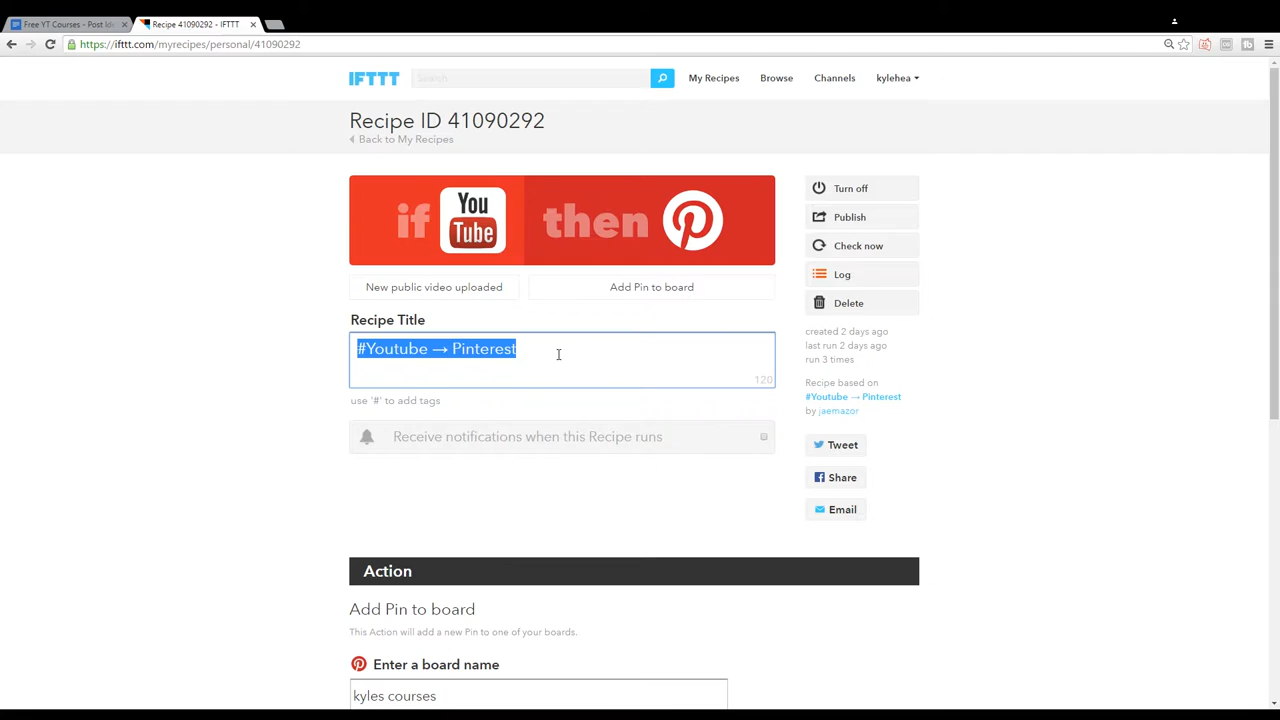 Free YT Courses - Post Ide
Recipe 41090292 - IFTTT
https://ifttt.com/myrecipes/personal/41090292
IFTTT
Search
My Recipes
Browse
Channels
kylehea
Recipe ID 41090292
Back to My Recipes
if You Tube then
New public video uploaded
Add Pin to board
Recipe Title
#Youtube → Pinterest
120
use '#' to add tags
Receive notifications when this Recipe runs
Turn off
Publish
Check now
Log
Delete
created 2 days ago
last run 2 days ago
run 3 times
Recipe based on
#Youtube → Pinterest
by jaemazor
Tweet
Share
Email
Action
Add Pin to board
This Action will add a new Pin to one of your boards.
Enter a board name
kyles courses